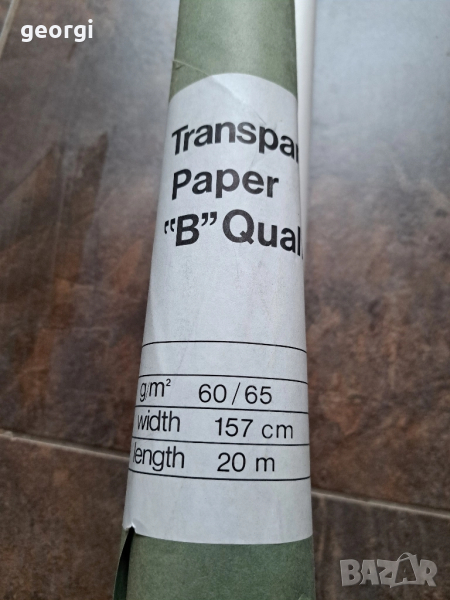 georgi
Transpa
Paper
"B" Qual
g/m² 60/65
width 157 cm
length 20 m
BAZAR